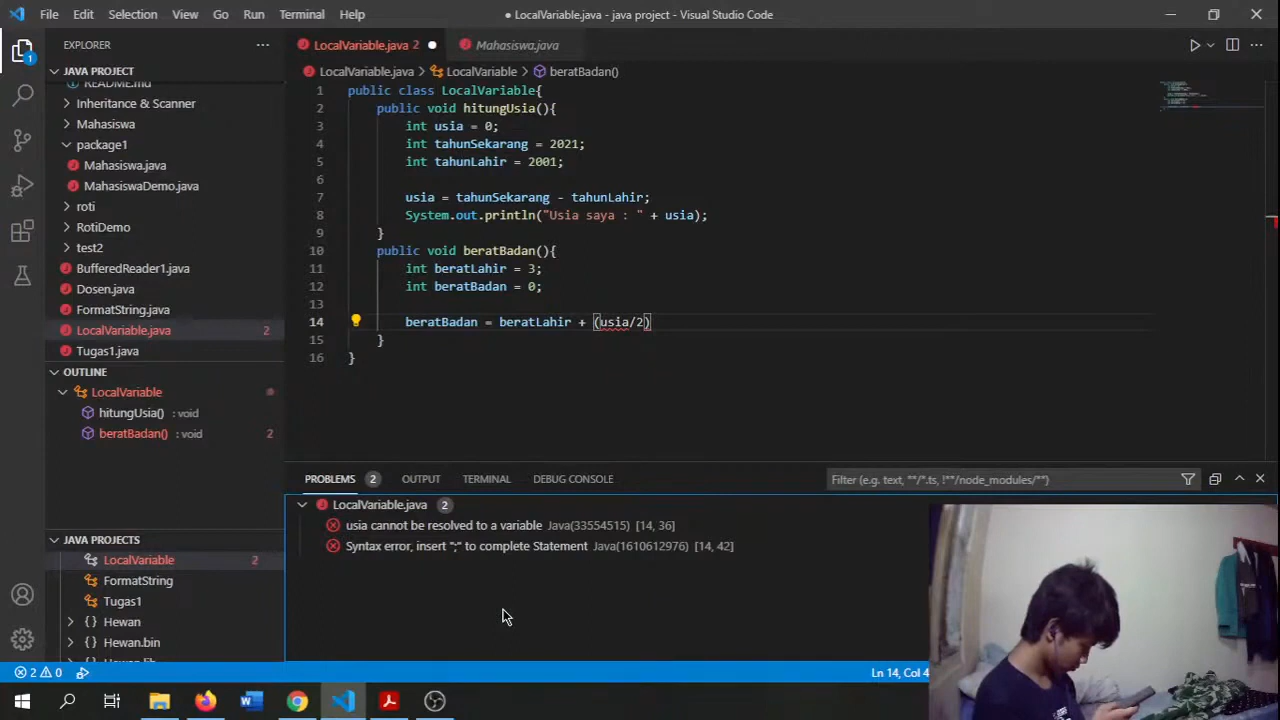 File Edit Selection View Go Run Terminal Help
● LocalVariable.java - java project - Visual Studio Code
EXPLORER
JAVA PROJECT
README.md
Inheritance & Scanner
Mahasiswa
package1
Mahasiswa.java
MahasiswaDemo.java
roti
RotiDemo
test2
BufferedReader1.java
Dosen.java
FormatString.java
LocalVariable.java 2
Tugas1.java
OUTLINE
LocalVariable
hitungUsia() : void
beratBadan() : void 2
JAVA PROJECTS
LocalVariable 2
FormatString
Tugas1
Hewan
Hewan.bin
Hewan.lib
LocalVariable.java 2 ●
Mahasiswa.java
LocalVariable.java > LocalVariable > beratBadan()
1 public class LocalVariable{
2 public void hitungUsia(){
3 int usia = 0;
4 int tahunSekarang = 2021;
5 int tahunLahir = 2001;
6
7 usia = tahunSekarang - tahunLahir;
8 System.out.println("Usia saya : " + usia);
9 }
10 public void beratBadan(){
11 int beratLahir = 3;
12 int beratBadan = 0;
13
14 beratBadan = beratLahir + (usia/2)
15 }
16 }
PROBLEMS 2 OUTPUT TERMINAL DEBUG CONSOLE
Filter (e.g. text, **/*.ts, !**/node_modules/**)
LocalVariable.java 2
usia cannot be resolved to a variable Java(33554515) [14, 36]
Syntax error, insert ";" to complete Statement Java(1610612976) [14, 42]
2 0
Ln 14, Col 4